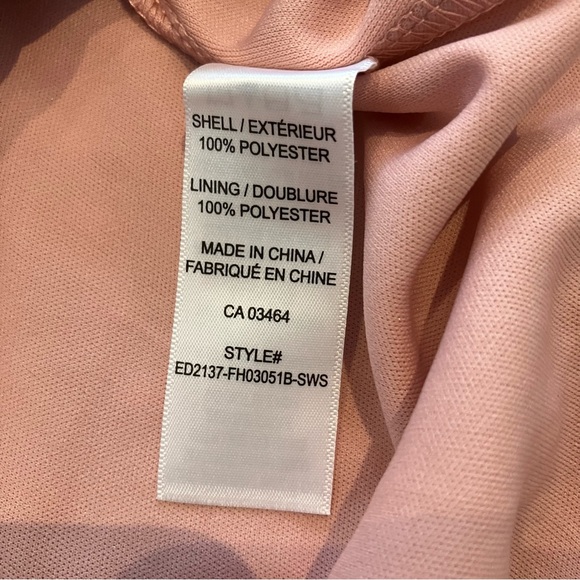 SHELL / EXTÉRIEUR
100% POLYESTER
LINING / DOUBLURE
100% POLYESTER
MADE IN CHINA /
FABRIQUÉ EN CHINE
CA 03464
STYLE#
ED2137-FH03051B-SWS